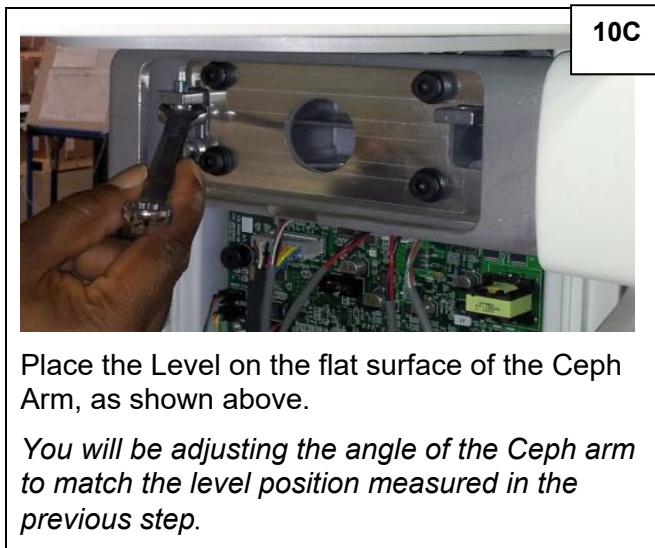 10C
Place the Level on the flat surface of the Ceph
Arm, as shown above.
You will be adjusting the angle of the Ceph arm
to match the level position measured in the
previous step.